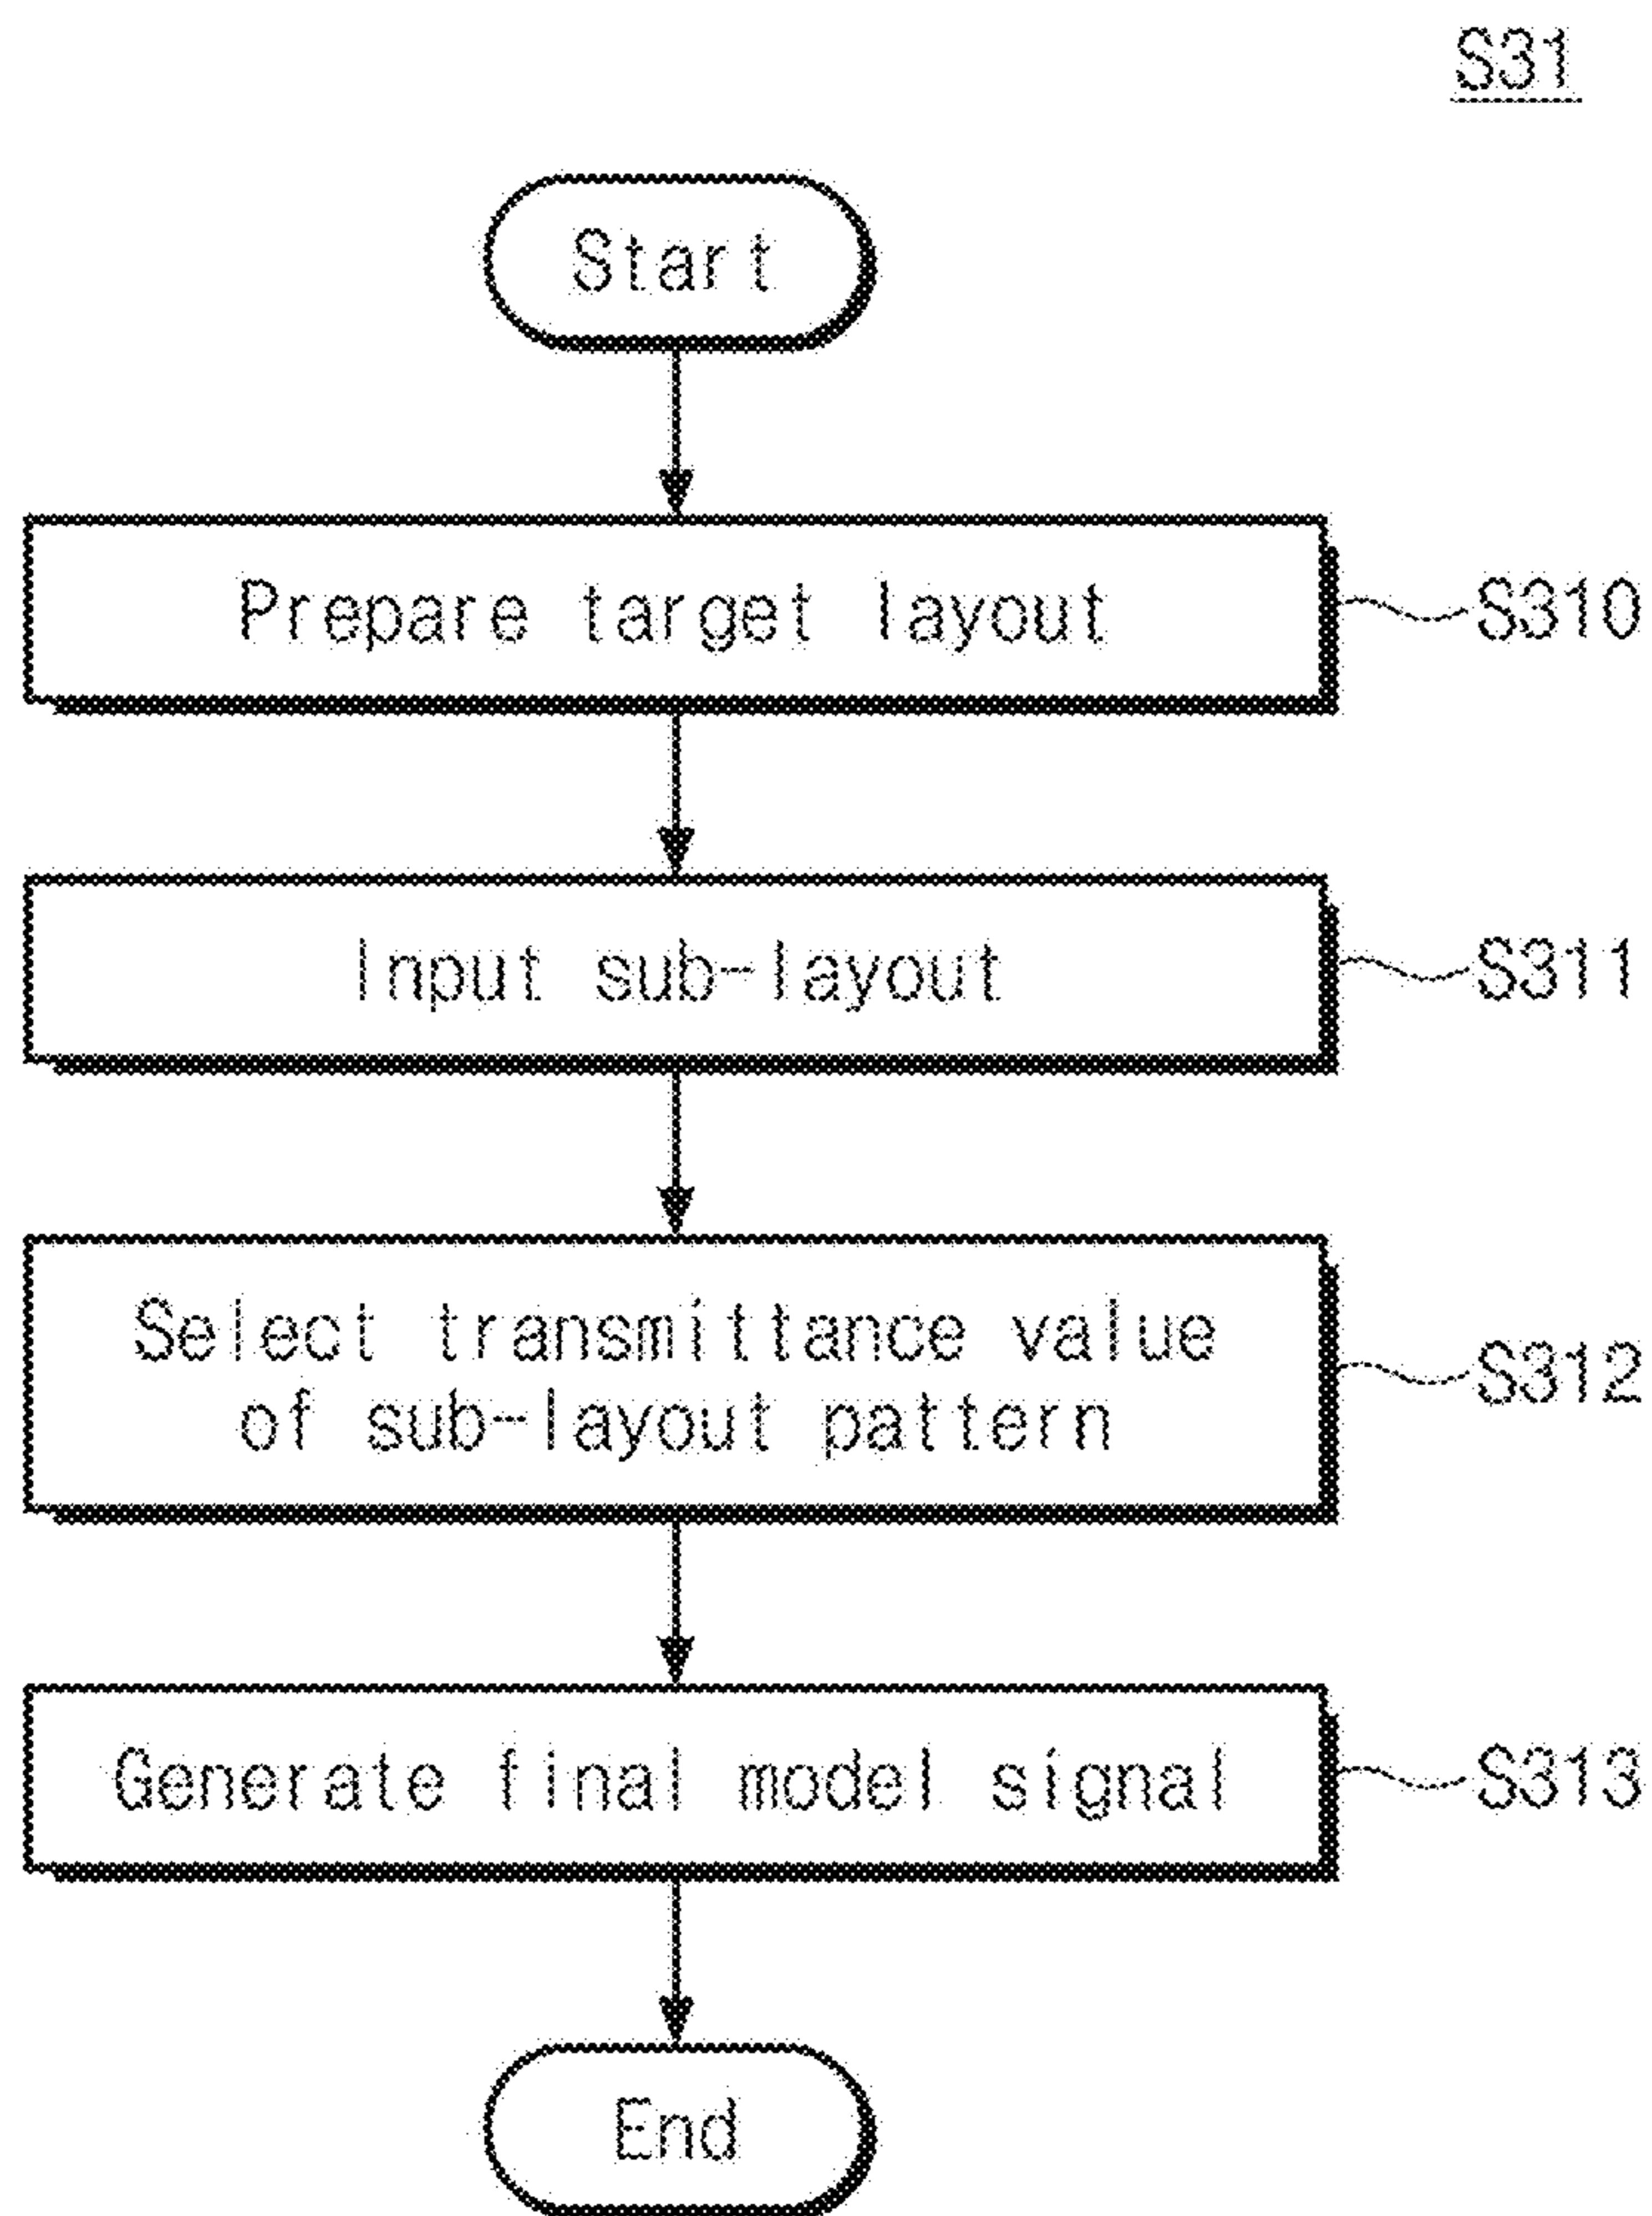 S31
Start
Prepare target layout
S310
Input sub-layout
S311
Select transmittance value
of sub-layout pattern
S312
Generate final model signal
S313
End